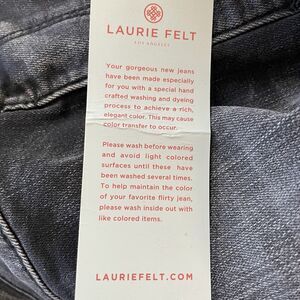 LAURIE FELT
LOS ANGELES
Your gorgeous new jeans
have been made especially
for you with a special hand
crafted washing and dyeing
process to achieve a rich,
elegant color. This may cause
color transfer to occur.
Please wash before wearing
and avoid light colored
surfaces until these have
been washed several times.
To help maintain the color
of your favorite flirty jean,
please wash inside out with
like colored items.
LAURIEFELT.COM